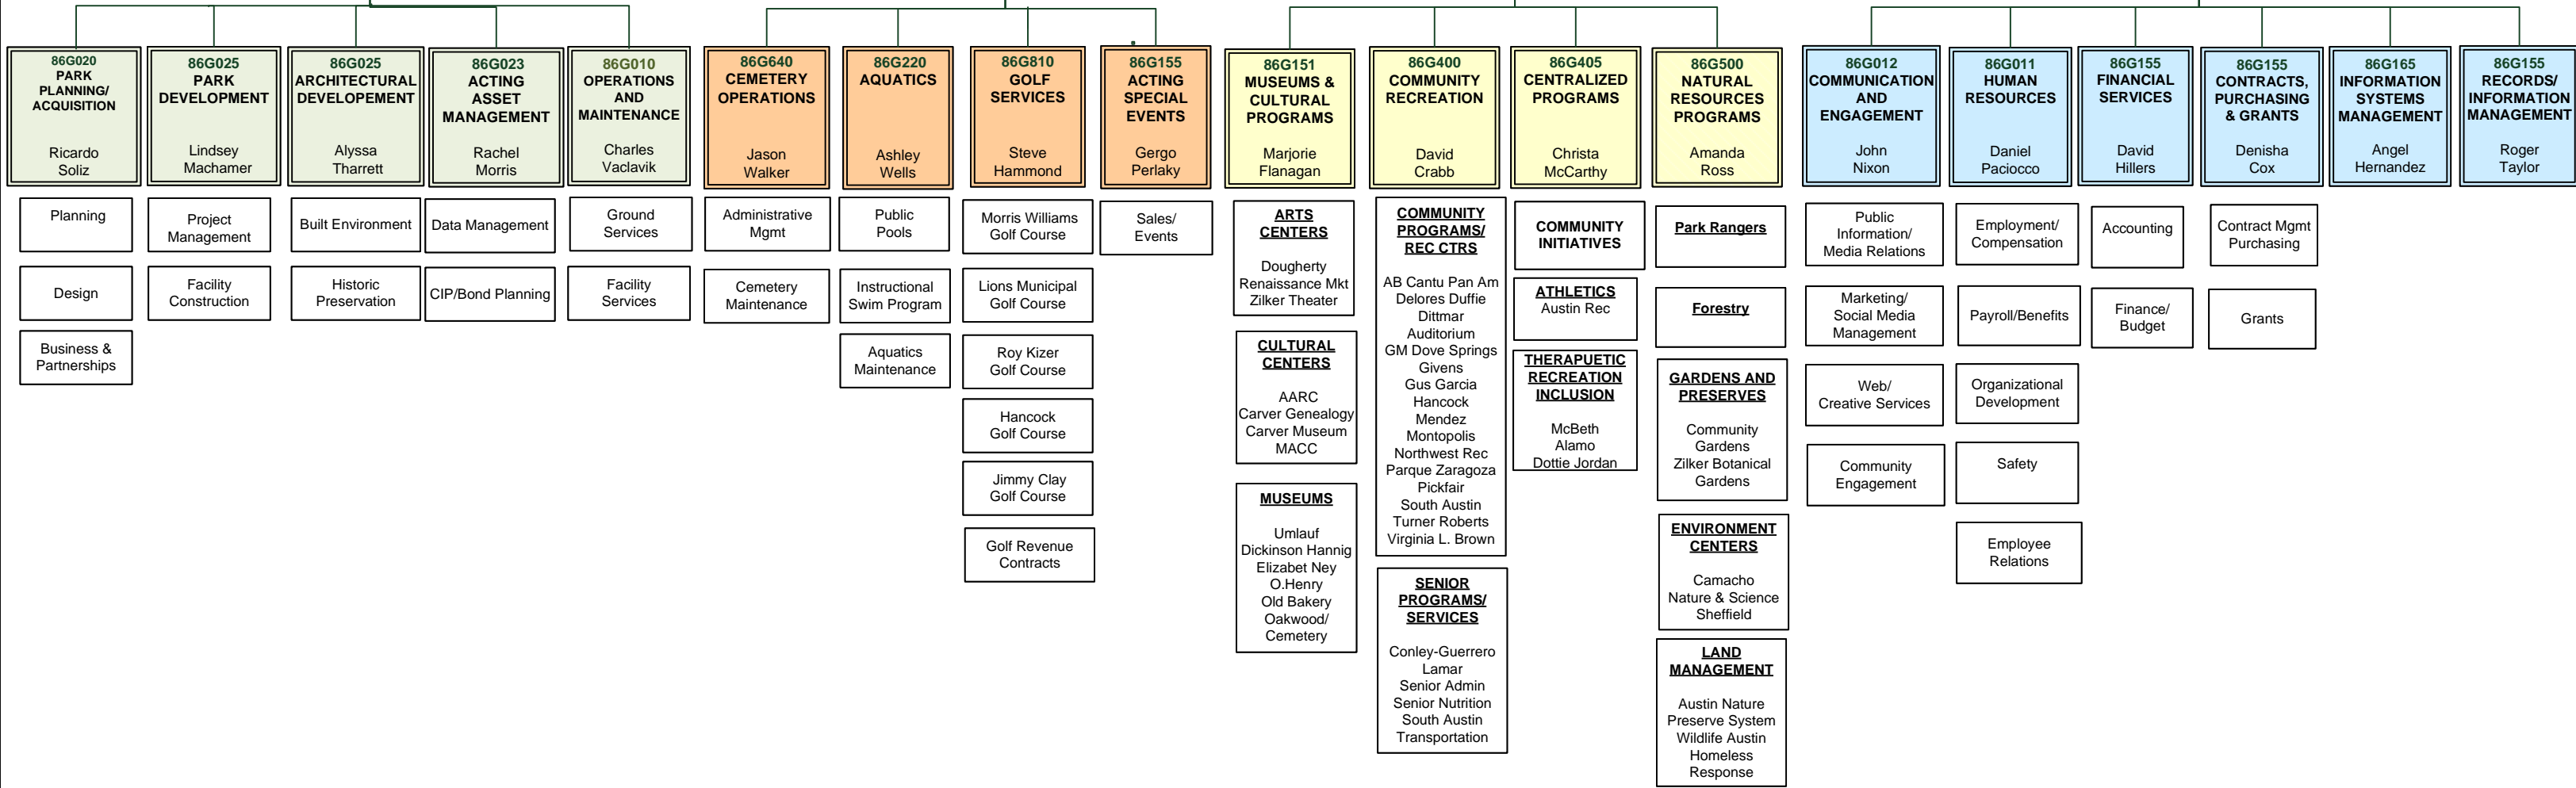 86G020
PARK
PLANNING/
ACQUISITION
Ricardo
Soliz
Planning
Design
Business &
Partnerships
86G025
PARK
DEVELOPMENT
Lindsey
Machamer
Project
Management
Facility
Construction
86G025
ARCHITECTURAL
DEVELOPEMENT
Alyssa
Tharrett
Built Environment
Historic
Preservation
86G023
ACTING
ASSET
MANAGEMENT
Rachel
Morris
Data Management
CIP/Bond Planning
86G010
OPERATIONS
AND
MAINTENANCE
Charles
Vaclavik
Ground
Services
Facility
Services
86G640
CEMETERY
OPERATIONS
Jason
Walker
Administrative
Mgmt
Cemetery
Maintenance
86G220
AQUATICS
Ashley
Wells
Public
Pools
Instructional
Swim Program
Aquatics
Maintenance
86G810
GOLF
SERVICES
Steve
Hammond
Morris Williams
Golf Course
Lions Municipal
Golf Course
Roy Kizer
Golf Course
Hancock
Golf Course
Jimmy Clay
Golf Course
Golf Revenue
Contracts
86G155
ACTING
SPECIAL
EVENTS
Gergo
Perlaky
Sales/
Events
86G151
MUSEUMS &
CULTURAL
PROGRAMS
Marjorie
Flanagan
ARTS
CENTERS
Dougherty
Renaissance Mkt
Zilker Theater
CULTURAL
CENTERS
AARC
Carver Genealogy
Carver Museum
MACC
MUSEUMS
Umlauf
Dickinson Hannig
Elizabet Ney
O.Henry
Old Bakery
Oakwood/
Cemetery
86G400
COMMUNITY
RECREATION
David
Crabb
COMMUNITY
PROGRAMS/
REC CTRS
AB Cantu Pan Am
Delores Duffie
Dittmar
Auditorium
GM Dove Springs
Givens
Gus Garcia
Hancock
Mendez
Montopolis
Northwest Rec
Parque Zaragoza
Pickfair
South Austin
Turner Roberts
Virginia L. Brown
SENIOR
PROGRAMS/
SERVICES
Conley-Guerrero
Lamar
Senior Admin
Senior Nutrition
South Austin
Transportation
86G405
CENTRALIZED
PROGRAMS
Christa
McCarthy
COMMUNITY
INITIATIVES
ATHLETICS
Austin Rec
THERAPUETIC
RECREATION
INCLUSION
McBeth
Alamo
Dottie Jordan
86G500
NATURAL
RESOURCES
PROGRAMS
Amanda
Ross
Park Rangers
Forestry
GARDENS AND
PRESERVES
Community
Gardens
Zilker Botanical
Gardens
ENVIRONMENT
CENTERS
Camacho
Nature & Science
Sheffield
LAND
MANAGEMENT
Austin Nature
Preserve System
Wildlife Austin
Homeless
Response
86G012
COMMUNICATION
AND
ENGAGEMENT
John
Nixon
Public
Information/
Media Relations
Marketing/
Social Media
Management
Web/
Creative Services
Community
Engagement
86G011
HUMAN
RESOURCES
Daniel
Paciocco
Employment/
Compensation
Payroll/Benefits
Organizational
Development
Safety
Employee
Relations
86G155
FINANCIAL
SERVICES
David
Hillers
Accounting
Finance/
Budget
86G155
CONTRACTS,
PURCHASING
& GRANTS
Denisha
Cox
Contract Mgmt
Purchasing
Grants
86G165
INFORMATION
SYSTEMS
MANAGEMENT
Angel
Hernandez
86G155
RECORDS/
INFORMATION
MANAGEMENT
Roger
Taylor